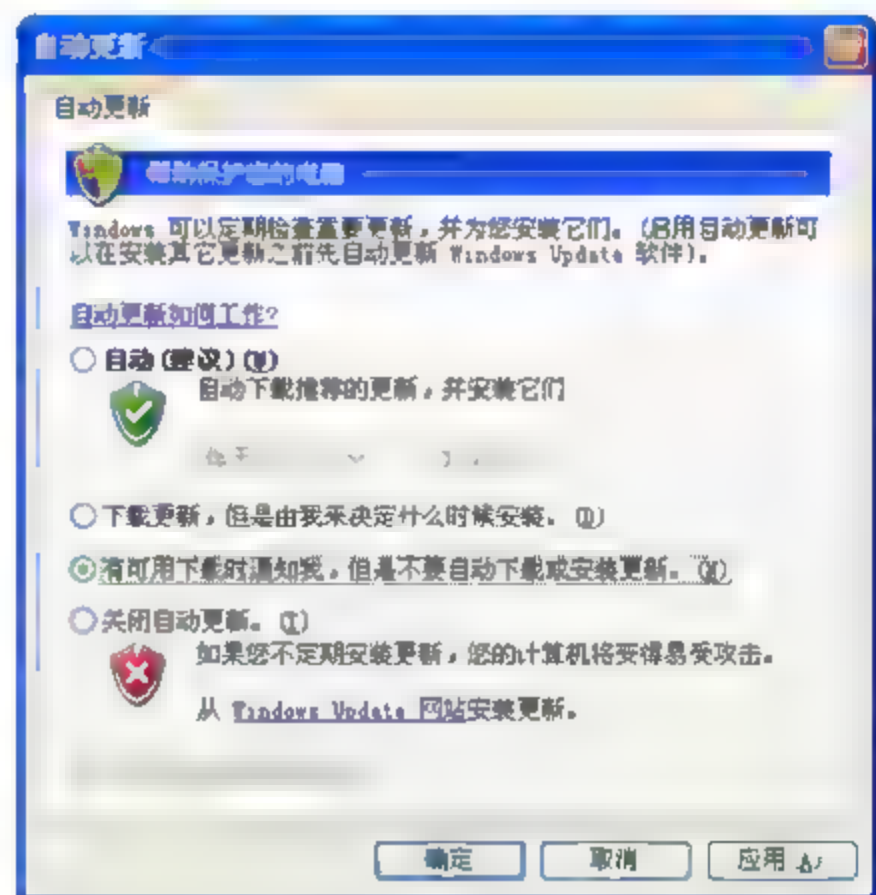 自动更新
自动更新
帮助保护您的电脑
Windows 可以定期检查重要更新，并为您安装它们。(启用自动更新可
以在安装其它更新之前先自动更新 Windows Update 软件)。
自动更新如何工作?
自动(建议)(U)
自动下载推荐的更新，并安装它们
下载更新，但是由我来决定什么时候安装。(D)
有可用下载时通知我，但是不要自动下载或安装更新。(N)
关闭自动更新。(T)
如果您不定期安装更新，您的计算机将变得易受攻击。
从 Windows Update 网站安装更新。
确定
取消
应用